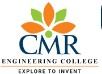 CMR
ENGINEERING COLLEGE
EXPLORE TO INVENT